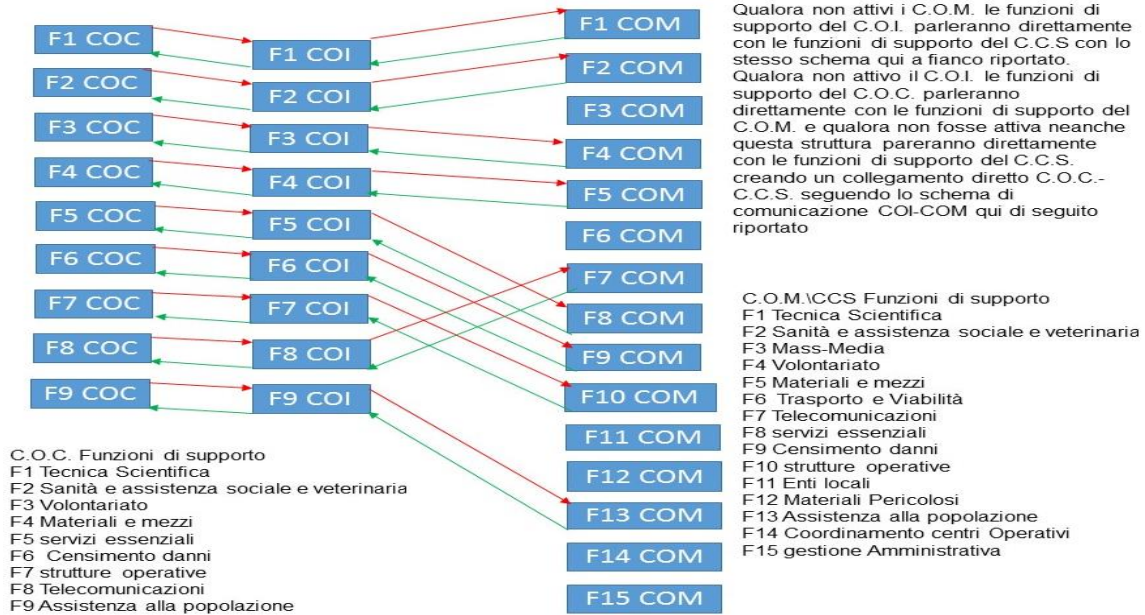 F1 COC
F2 COC
F3 COC
F4 COC
F5 COC
F6 COC
F7 COC
F8 COC
F9 COC
F1 COI
F2 COI
F3 COI
F4 COI
F5 COI
F6 COI
F7 COI
F8 COI
F9 COI
F1 COM
F2 COM
F3 COM
F4 COM
F5 COM
F6 COM
F7 COM
F8 COM
F9 COM
F10 COM
F11 COM
F12 COM
F13 COM
F14 COM
F15 COM
Qualora non attivi i C.O.M. le funzioni di
supporto del C.O.I. parleranno direttamente
con le funzioni di supporto del C.C.S con lo
stesso schema qui a fianco riportato.
Qualora non attivo il C.O.I. le funzioni di
supporto del C.O.C. parleranno
direttamente con le funzioni di supporto del
C.O.M. e qualora non fosse attiva neanche
questa struttura pareranno direttamente
con le funzioni di supporto del C.C.S.
creando un collegamento diretto C.O.C.-
C.C.S. seguendo lo schema di
comunicazione COI-COM qui di seguito
riportato
C.O.M.\CCS Funzioni di supporto
F1 Tecnica Scientifica
F2 Sanità e assistenza sociale e veterinaria
F3 Mass-Media
F4 Volontariato
F5 Materiali e mezzi
F6 Trasporto e Viabilità
F7 Telecomunicazioni
F8 servizi essenziali
F9 Censimento danni
F10 strutture operative
F11 Enti locali
F12 Materiali Pericolosi
F13 Assistenza alla popolazione
F14 Coordinamento centri Operativi
F15 gestione Amministrativa
C.O.C. Funzioni di supporto
F1 Tecnica Scientifica
F2 Sanità e assistenza sociale e veterinaria
F3 Volontariato
F4 Materiali e mezzi
F5 servizi essenziali
F6 Censimento danni
F7 strutture operative
F8 Telecomunicazioni
F9 Assistenza alla popolazione